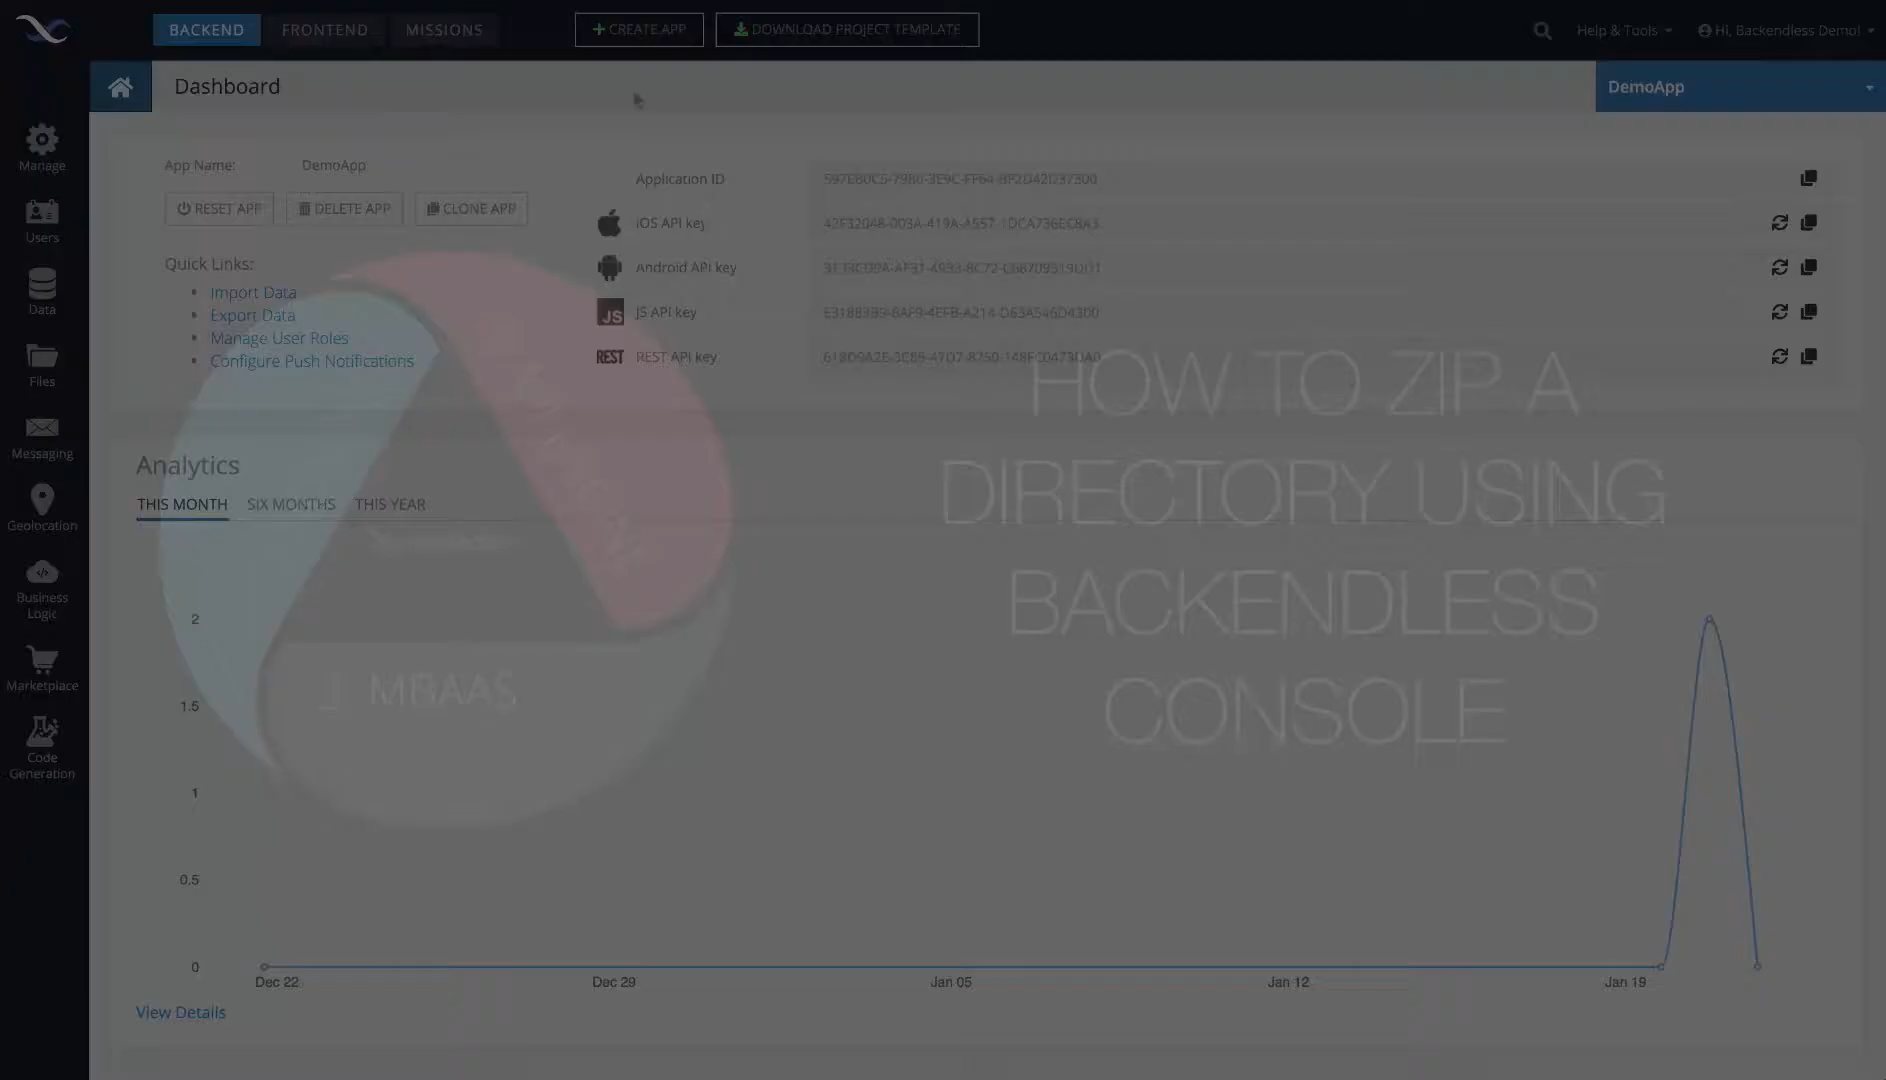 BACKEND FRONTEND MISSIONS CREATE APP DOWNLOAD PROJECT TEMPLATE Help & Tools Hi, Backendless Demo!
Dashboard
DemoApp
App Name: DemoApp
RESET APP DELETE APP CLONE APP
Quick Links:
Import Data
Export Data
Manage User Roles
Configure Push Notifications
Application ID
iOS API key
Android API key
JS JS API key
REST REST API key
Manage
Users
Data
Files
Messaging
Geolocation
Business
Logic
Marketplace
Code
Generation
HOW TO ZIP A
DIRECTORY USING
BACKENDLESS
CONSOLE
MBAAS
Analytics
THIS MONTH SIX MONTHS THIS YEAR
2
1.5
1
0.5
0
Dec 22 Dec 29 Jan 05 Jan 12 Jan 19
View Details